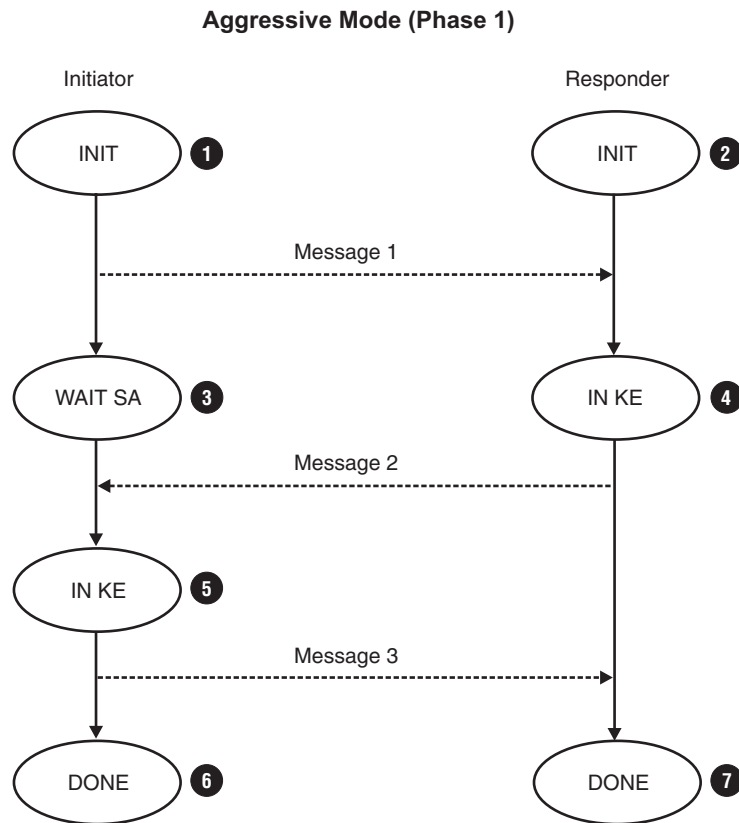 Aggressive Mode (Phase 1)
Initiator
Responder
INIT
1
INIT
2
Message 1
WAIT SA
3
IN KE
4
Message 2
IN KE
5
Message 3
DONE
6
DONE
7